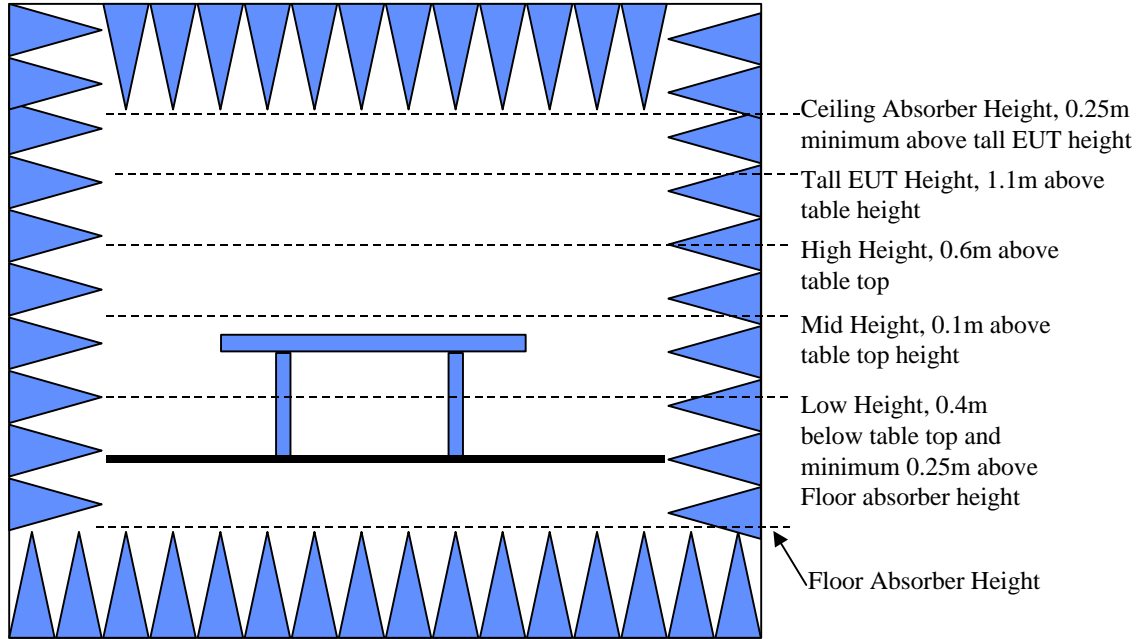 Ceiling Absorber Height, 0.25m
minimum above tall EUT height
Tall EUT Height, 1.1m above
table height
High Height, 0.6m above
table top
Mid Height, 0.1m above
table top height
Low Height, 0.4m
below table top and
minimum 0.25m above
Floor absorber height
Floor Absorber Height